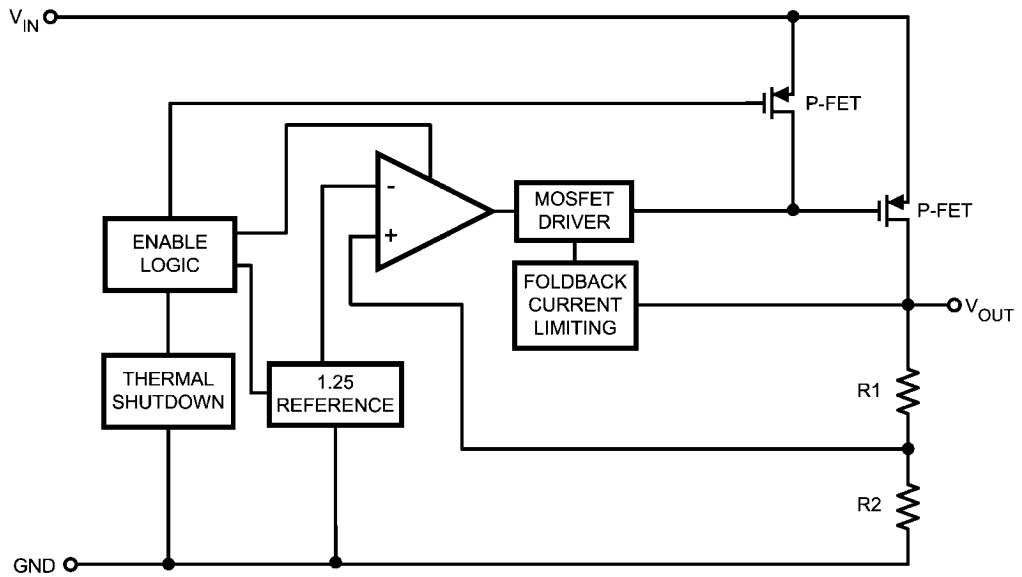 VIN
P-FET
P-FET
-
+
MOSFET
DRIVER
ENABLE
LOGIC
FOLDBACK
CURRENT
LIMITING
VOUT
THERMAL
SHUTDOWN
1.25
REFERENCE
R1
R2
GND